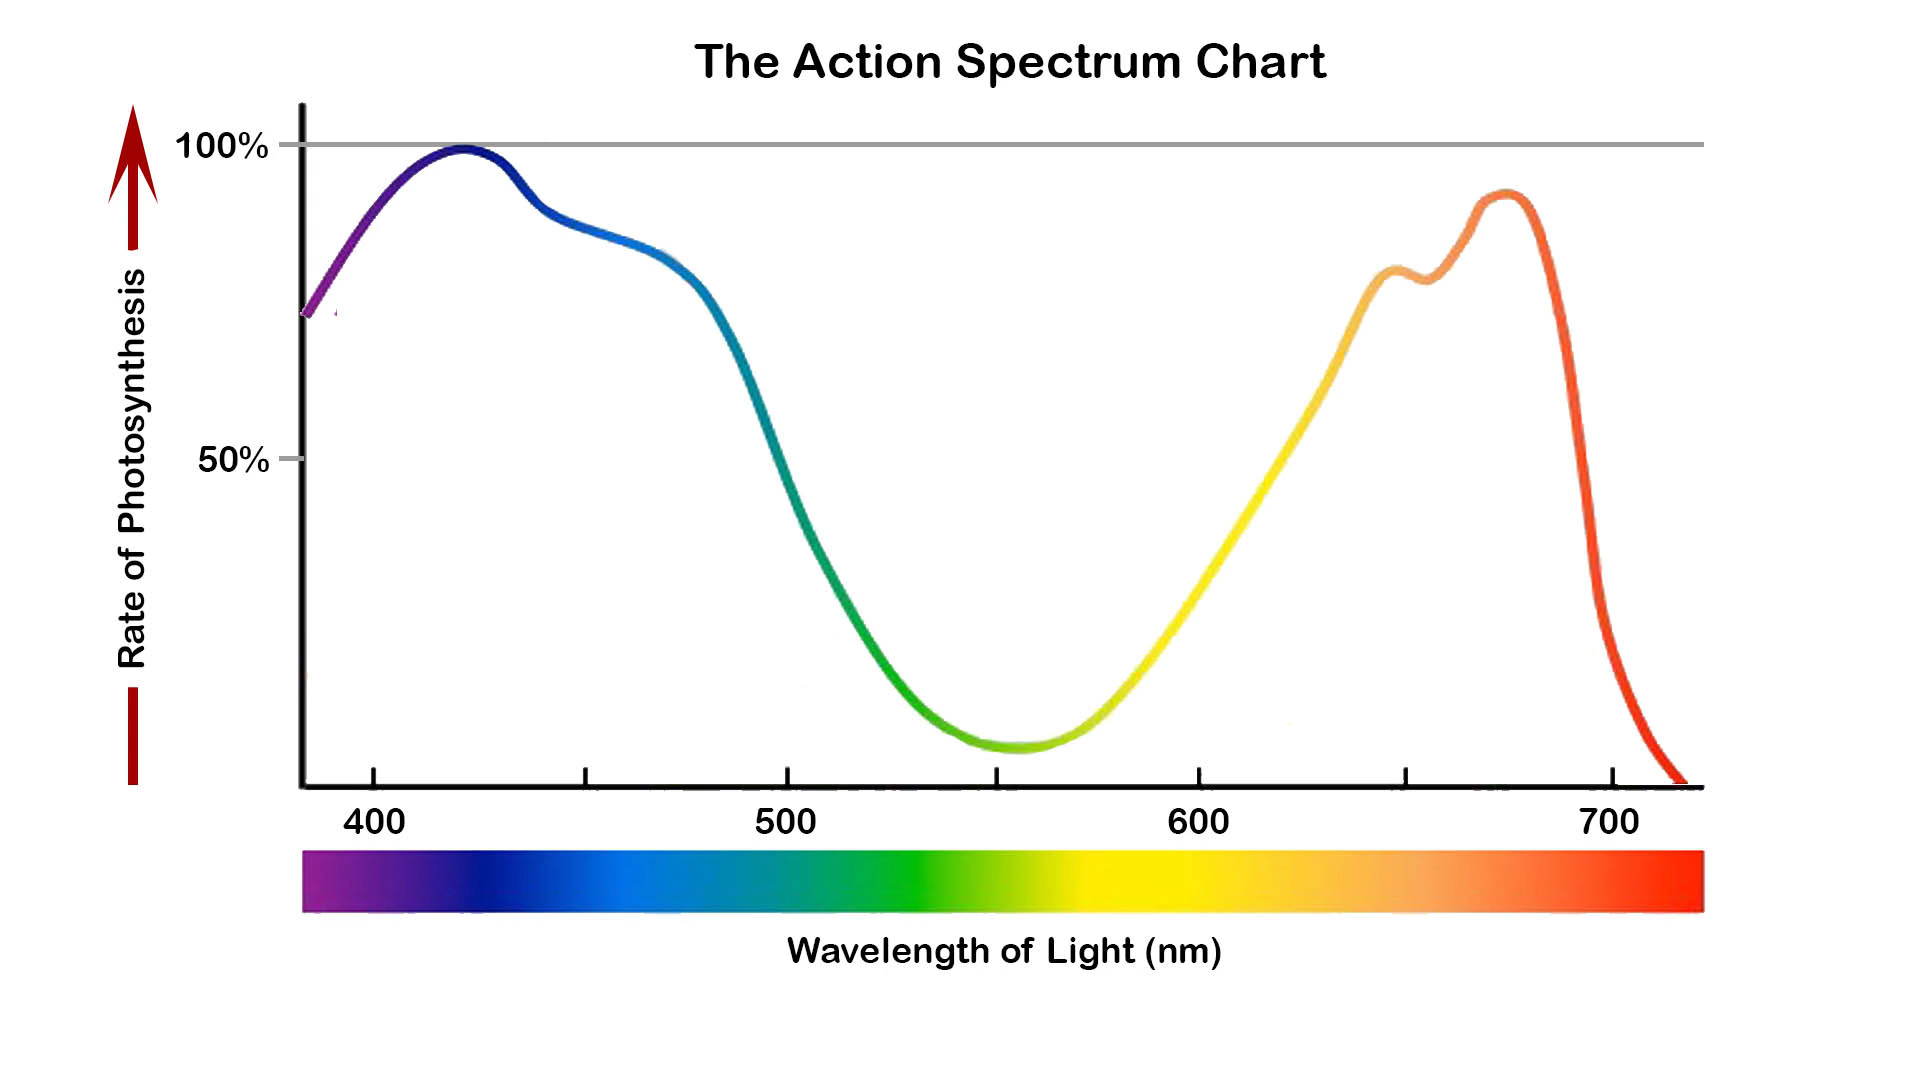 The Action Spectrum Chart
100%
50%
Rate of Photosynthesis
400 500 600 700
Wavelength of Light (nm)